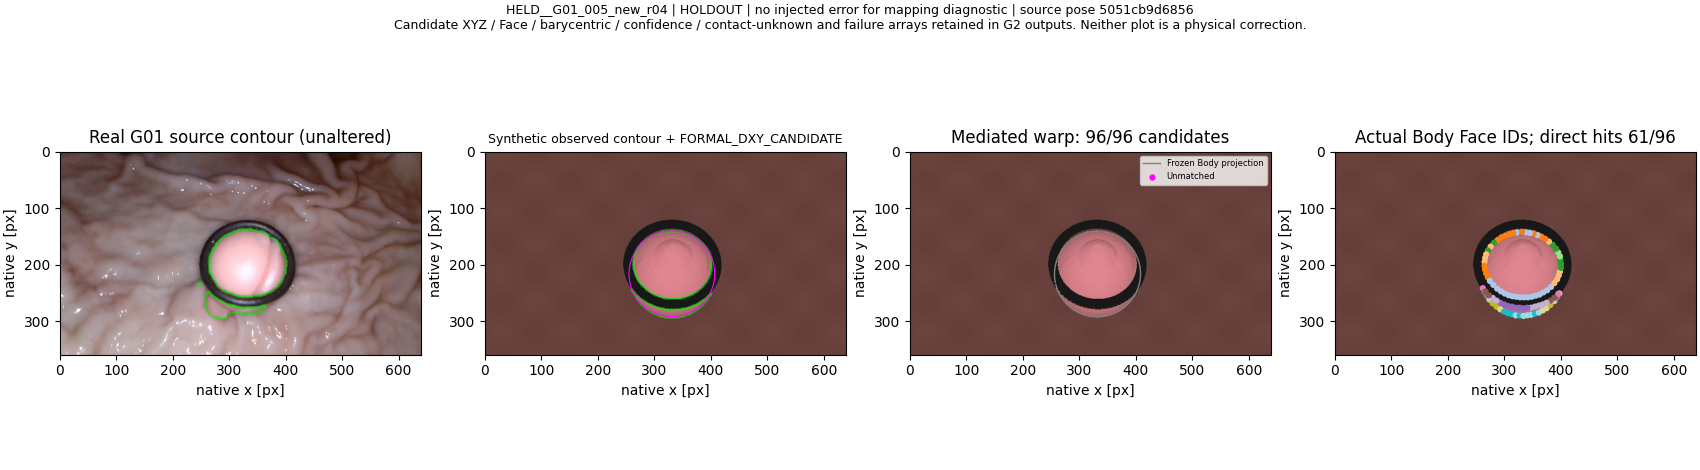 HELD__G01_005_new_r04 | HOLDOUT | no injected error for mapping diagnostic | source pose 5051cb9d6856
Candidate XYZ / Face / barycentric / confidence / contact-unknown and failure arrays retained in G2 outputs. Neither plot is a physical correction.
Real G01 source contour (unaltered)
0
100
200
300
native y [px]
0 100 200 300 400 500 600
native x [px]
Synthetic observed contour + FORMAL_DXY_CANDIDATE
0
100
200
300
native y [px]
0 100 200 300 400 500 600
native x [px]
Mediated warp: 96/96 candidates
Frozen Body projection
Unmatched
0
100
200
300
native y [px]
0 100 200 300 400 500 600
native x [px]
Actual Body Face IDs; direct hits 61/96
0
100
200
300
native y [px]
0 100 200 300 400 500 600
native x [px]